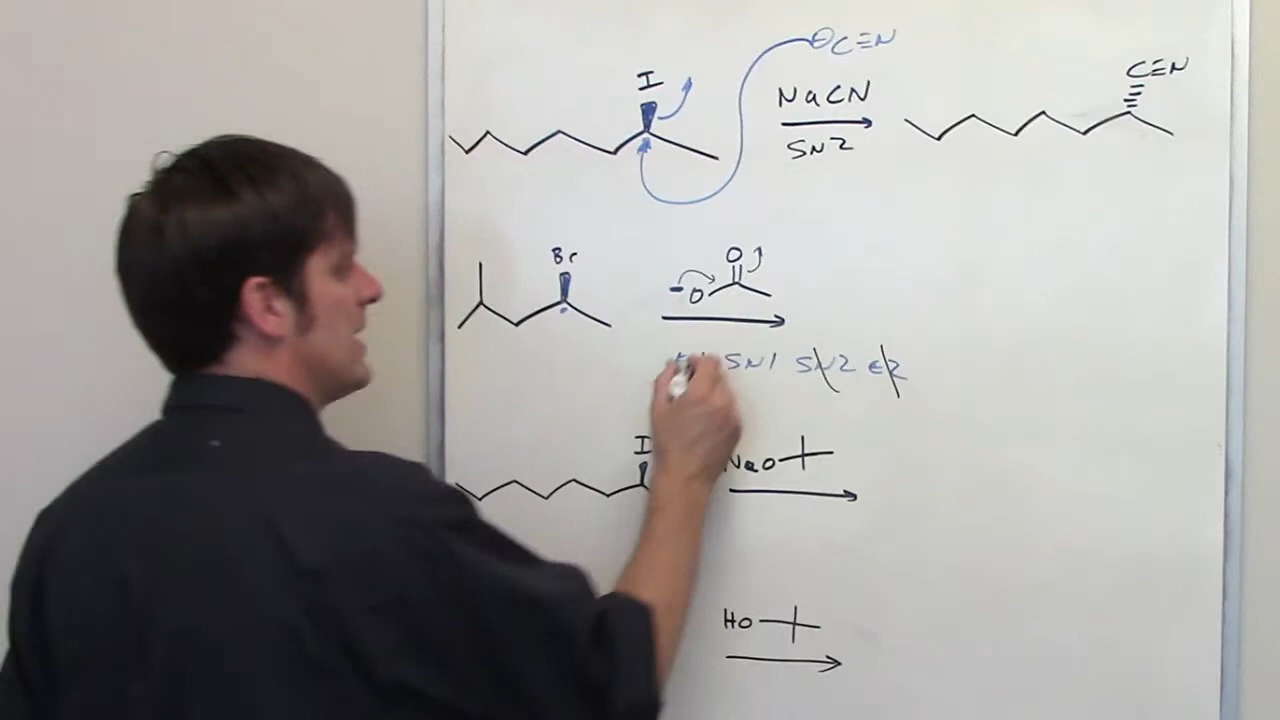 ⊖C≡N
I
NaCN
SN2
C≡N
Br
O
-O
SN1 SN2 E2
I
NaO
HO